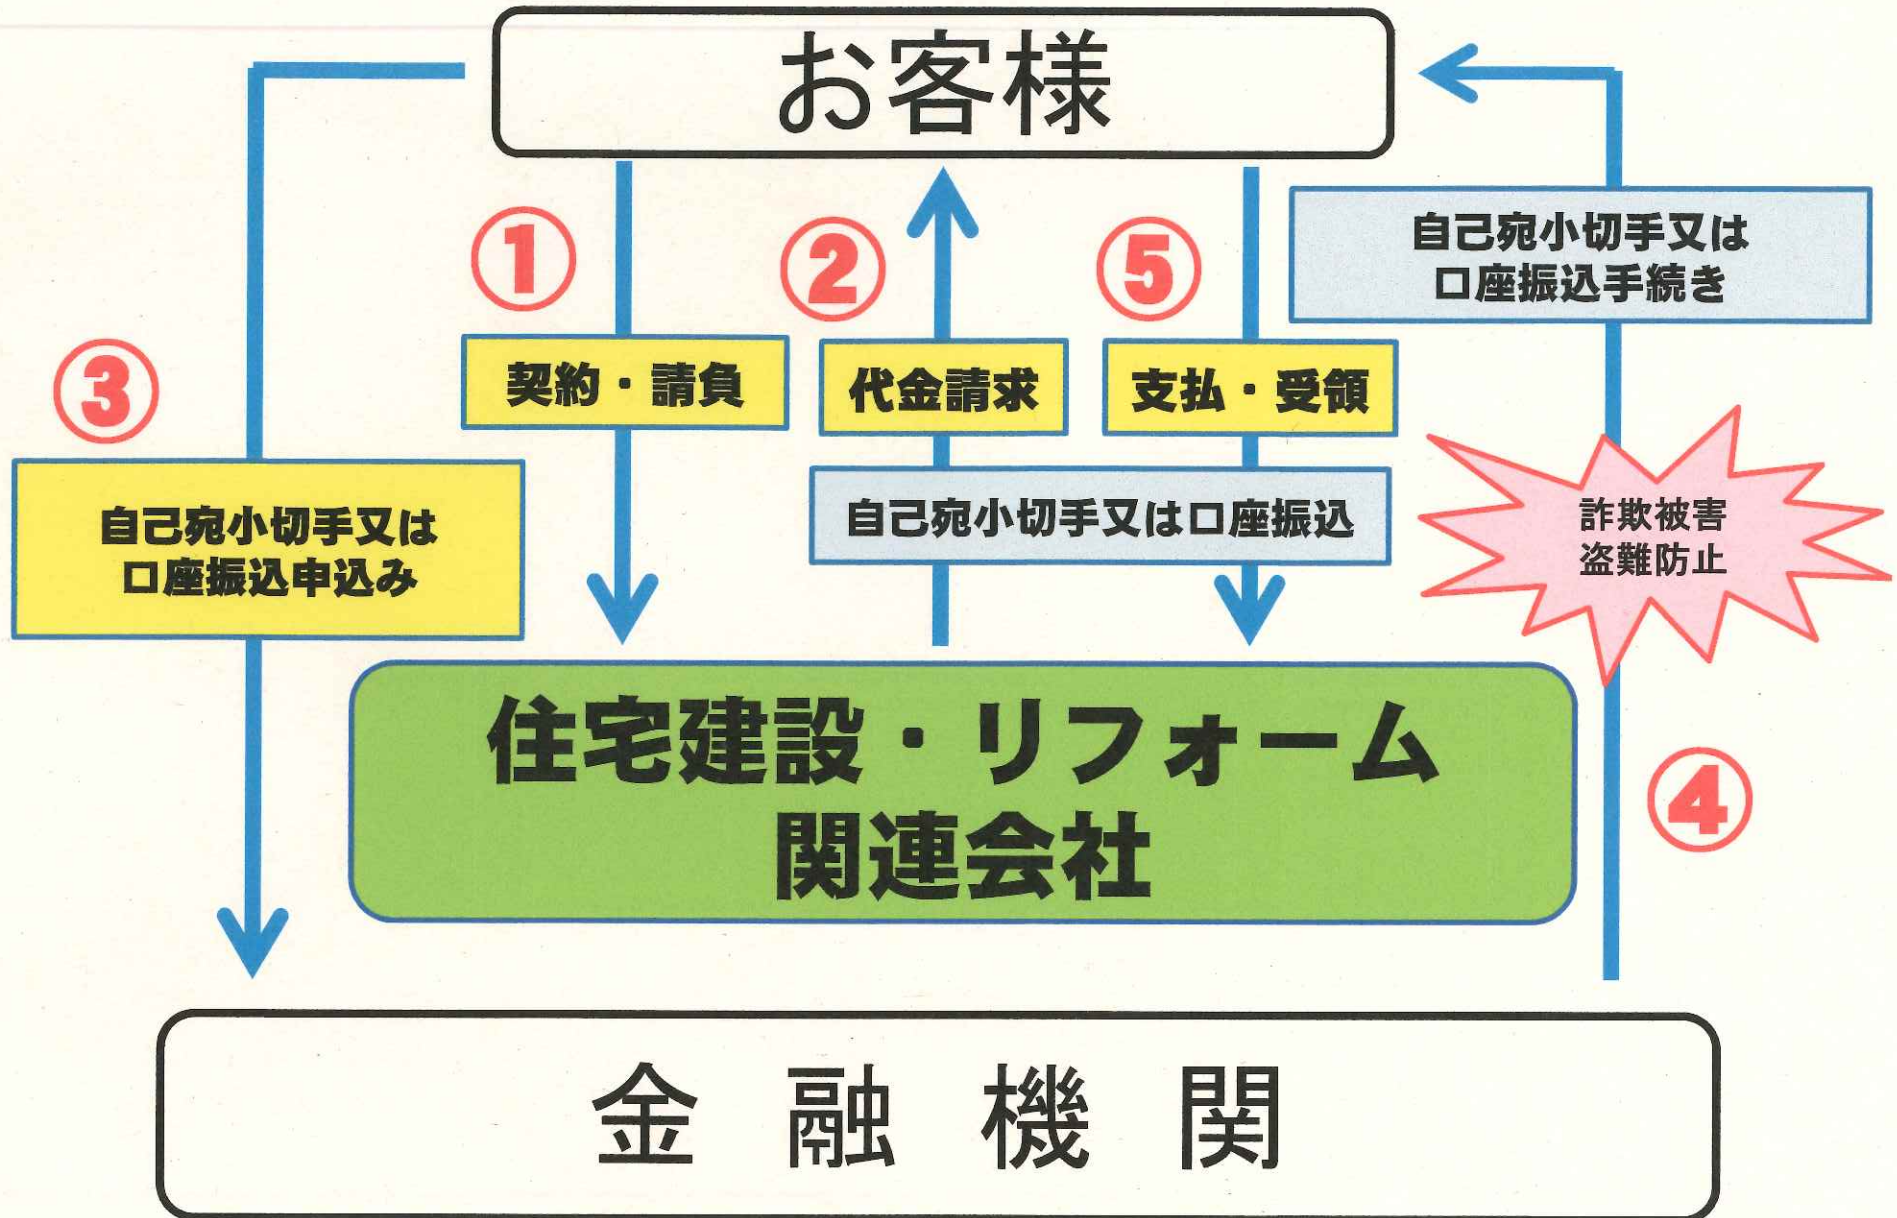 お客様
①
②
⑤
自己宛小切手又は
口座振込手続き
③
契約・請負
代金請求
支払・受領
自己宛小切手又は
口座振込申込み
自己宛小切手又は口座振込
詐欺被害
盗難防止
住宅建設・リフォーム
関連会社
④
金融機関